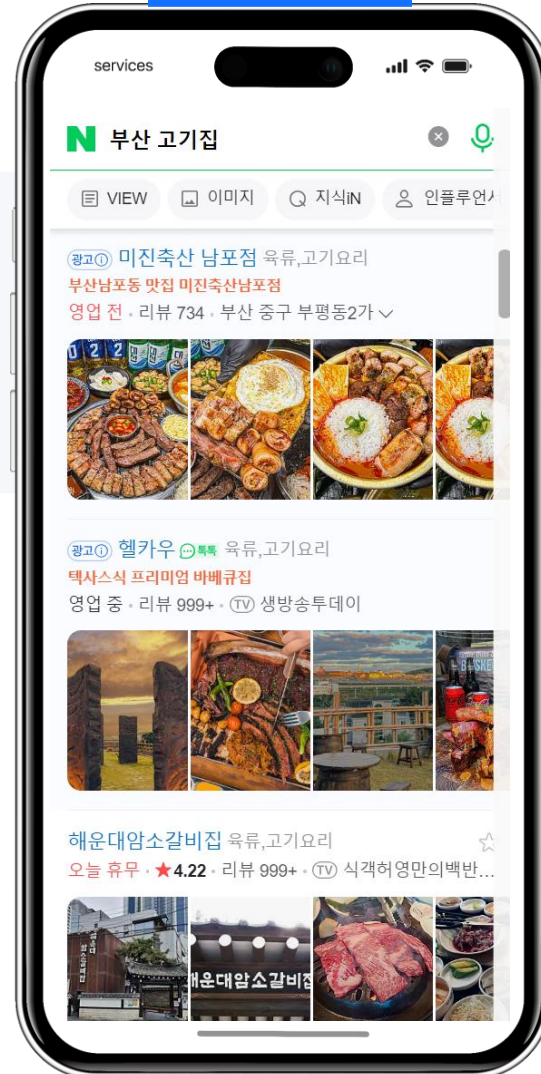 services
N 부산 고기집
VIEW 이미지 지식iN 인플루언서
광고 미진축산 남포점 육류,고기요리
부산남포동 맛집 미진축산남포점
영업 전 · 리뷰 734 · 부산 중구 부평동2가
광고 헬카우 톡톡 육류,고기요리
텍사스식 프리미엄 바베큐집
영업 중 · 리뷰 999+ · TV 생방송투데이
해운대암소갈비집 육류,고기요리
오늘 휴무 · ★4.22 · 리뷰 999+ · TV 식객허영만의백반...
해운대암소갈비집